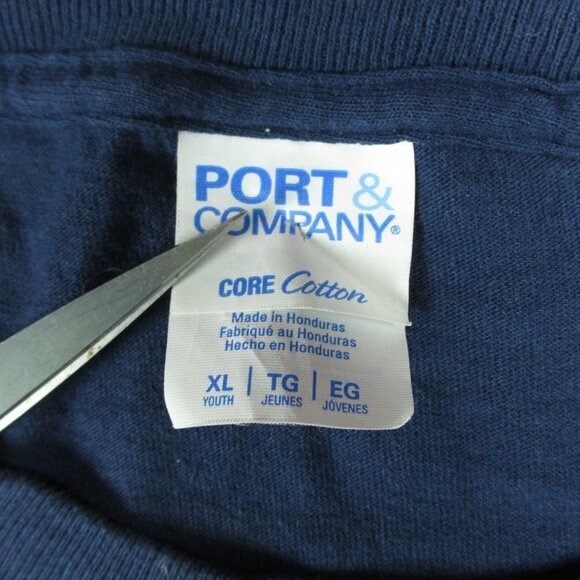 PORT &
COMPANY®
CORE Cotton
Made in Honduras
Fabriqué au Honduras
Hecho en Honduras
XL | TG | EG
YOUTH JEUNES JÓVENES